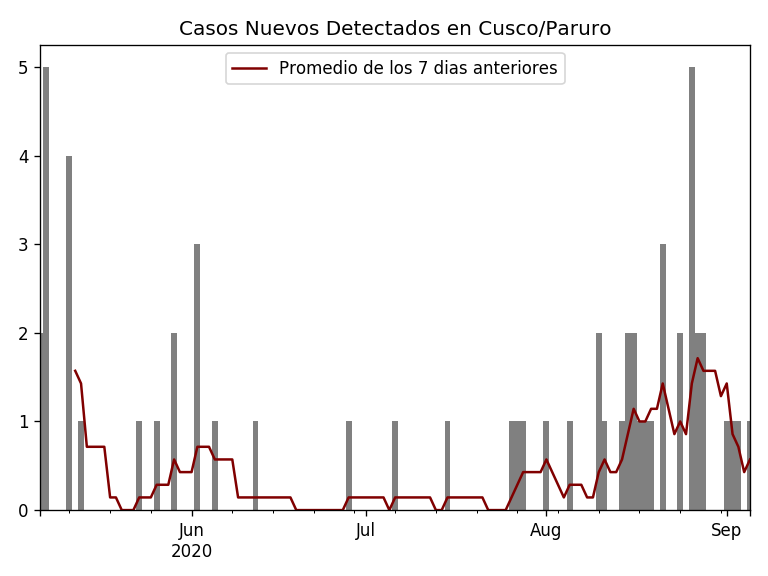 Casos Nuevos Detectados en Cusco/Paruro
Promedio de los 7 dias anteriores
5
4
3
2
1
0
Jun
2020
Jul
Aug
Sep